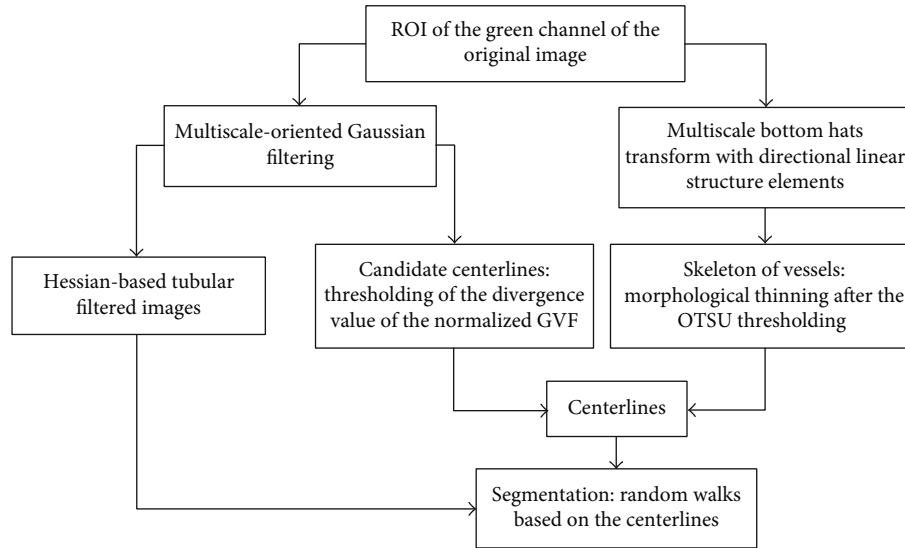 ROI of the green channel of the
original image
Multiscale-oriented Gaussian
filtering
Multiscale bottom hats
transform with directional linear
structure elements
Hessian-based tubular
filtered images
Candidate centerlines:
thresholding of the divergence
value of the normalized GVF
Skeleton of vessels:
morphological thinning after the
OTSU thresholding
Centerlines
Segmentation: random walks
based on the centerlines